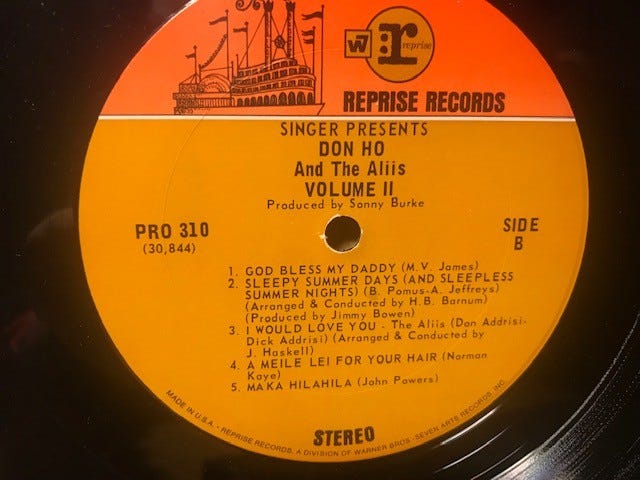 W7
r:
reprise
REPRISE RECORDS
SINGER PRESENTS
DON HO
And The Aliis
VOLUME II
Produced by Sonny Burke
PRO 310
(30,844)
SIDE
B
1. GOD BLESS MY DADDY (M.V. James)
2. SLEEPY SUMMER DAYS (AND SLEEPLESS
SUMMER NIGHTS) (B. Pomus-A. Jeffreys)
(Arranged & Conducted by H.B. Barnum)
(Produced by Jimmy Bowen)
3. I WOULD LOVE YOU - The Aliis (Don Addrisi-
Dick Addrisi) (Arranged & Conducted by
J. Haskell)
4. A MEILE LEI FOR YOUR HAIR (Norman
Kaye)
5. MAKA HILAHILA (John Powers)
STEREO
MADE IN U.S.A. - REPRISE RECORDS, A DIVISION OF WARNER BROS.- SEVEN ARTS RECORDS, INC.